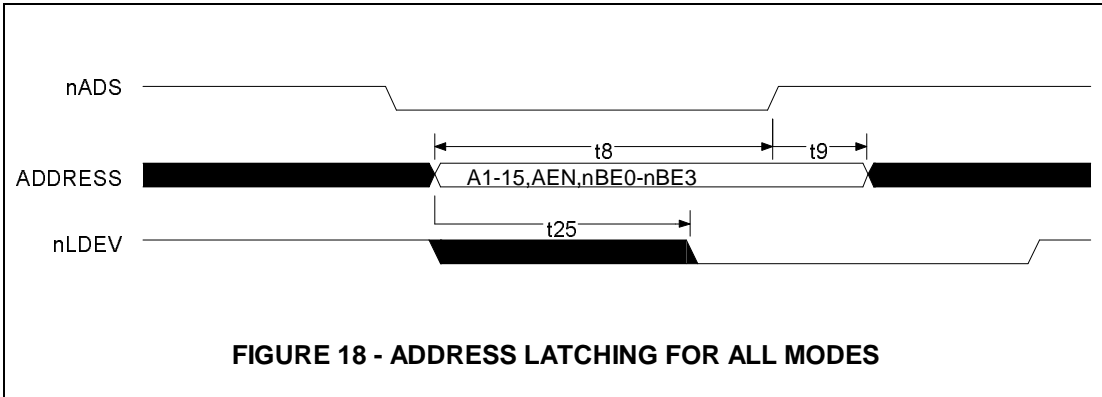 nADS
t8
t9
ADDRESS
A1-15,AEN,nBE0-nBE3
t25
nLDEV
FIGURE 18 - ADDRESS LATCHING FOR ALL MODES